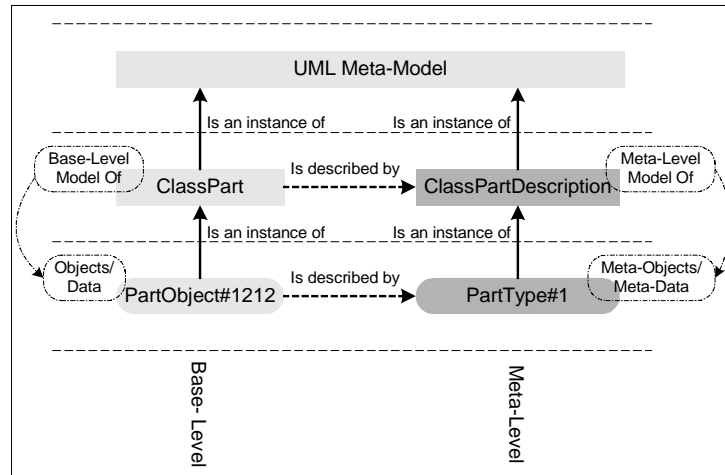 UML Meta-Model
Is an instance of
Is an instance of
Base-Level
Model Of
ClassPart
Is described by
ClassPartDescription
Meta-Level
Model Of
Is an instance of
Is an instance of
Objects/
Data
PartObject#1212
Is described by
PartType#1
Meta-Objects/
Meta-Data
Base- Level
Meta-Level